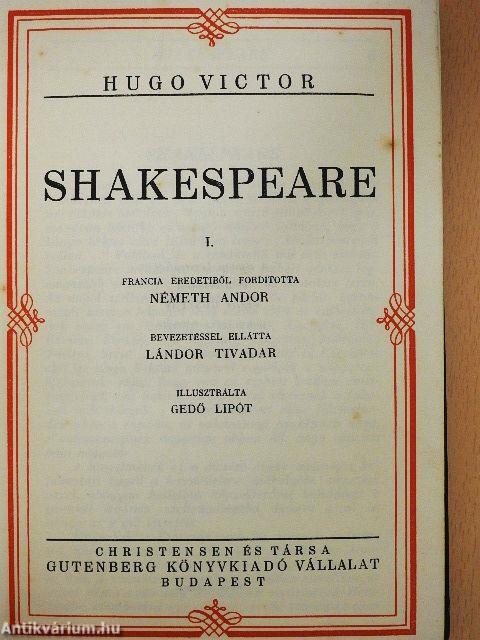 HUGO VICTOR
SHAKESPEARE
I.
FRANCIA EREDETIBŐL FORDITOTTA
NÉMETH ANDOR
BEVEZETÉSSEL ELLÁTTA
LÁNDOR TIVADAR
ILLUSZTRÁLTA
GEDŐ LIPÓT
CHRISTENSEN ÉS TÁRSA
GUTENBERG KÖNYVKIADÓ VÁLLALAT
BUDAPEST
Antikvárium.hu